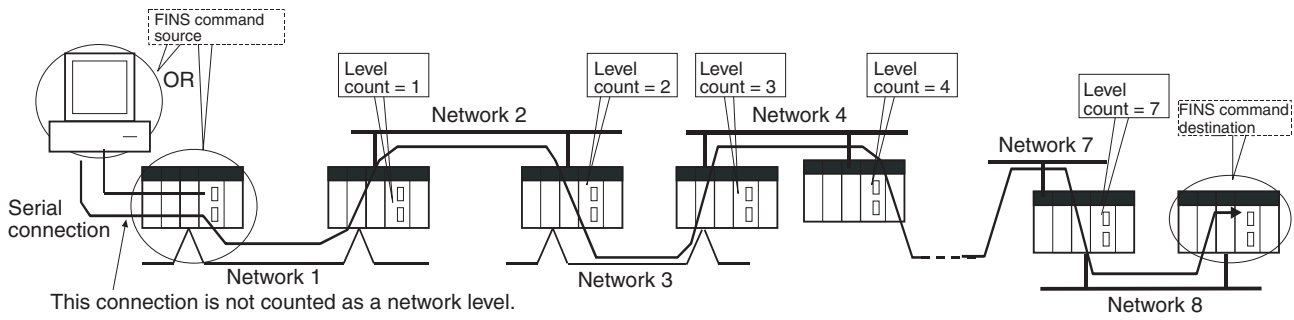 FINS command
source
OR
Level
count = 1
Level
count = 2
Level
count = 3
Level
count = 4
Level
count = 7
FINS command
destination
Network 2
Network 4
Network 7
Serial
connection
Network 1
Network 3
Network 8
This connection is not counted as a network level.